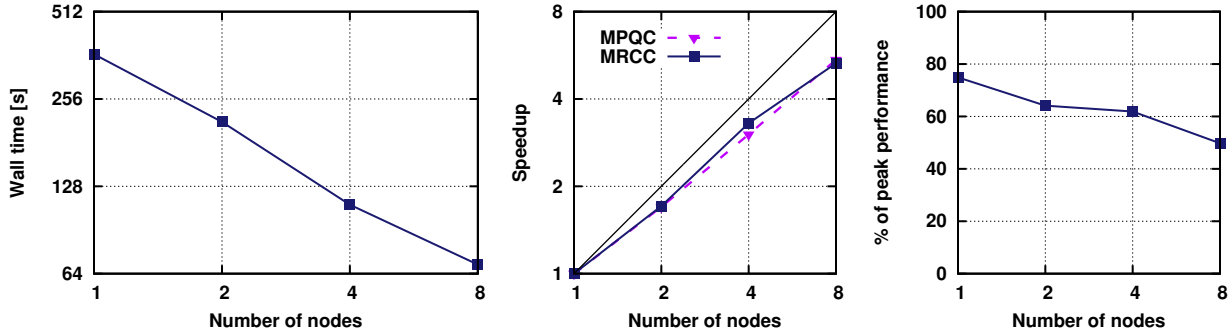 Wall time [s]
512
256
128
64
1 2 4 8
Number of nodes
Speedup
8
4
2
1
MPQC
MRCC
1 2 4 8
Number of nodes
% of peak performance
100
80
60
40
20
0
1 2 4 8
Number of nodes